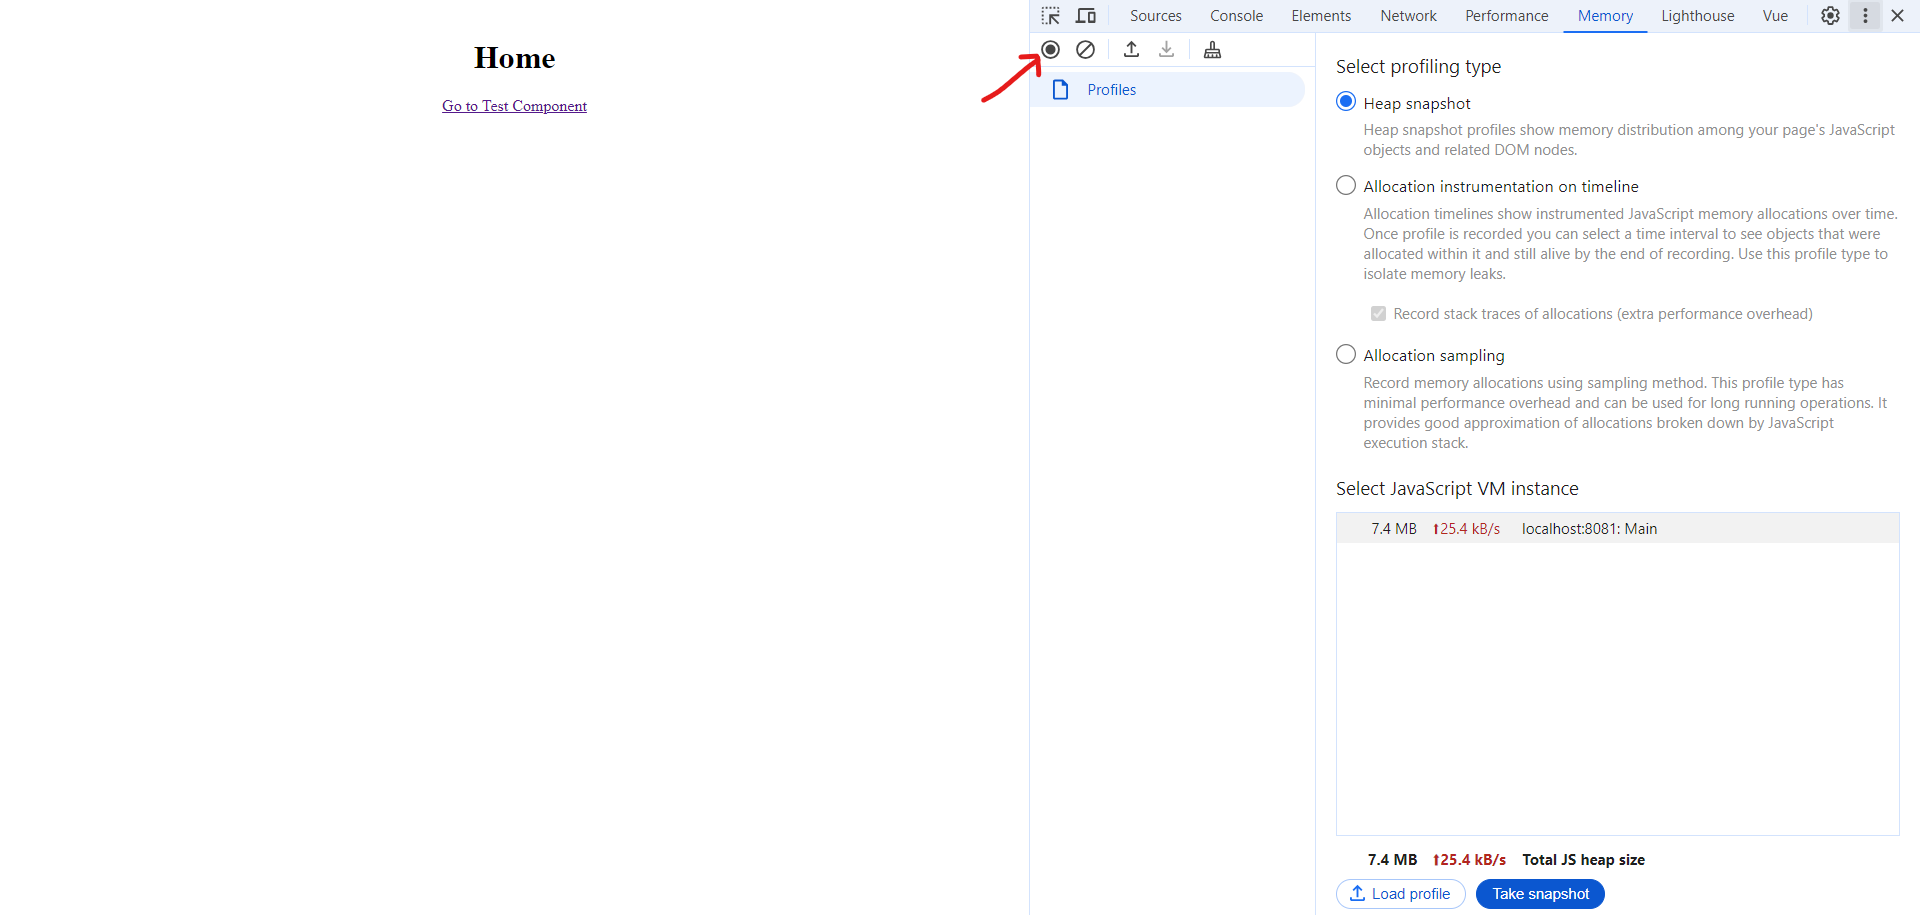 Home
Go to Test Component
Sources Console Elements Network Performance Memory Lighthouse Vue
Profiles
Select profiling type
Heap snapshot
Heap snapshot profiles show memory distribution among your page's JavaScript
objects and related DOM nodes.
Allocation instrumentation on timeline
Allocation timelines show instrumented JavaScript memory allocations over time.
Once profile is recorded you can select a time interval to see objects that were
allocated within it and still alive by the end of recording. Use this profile type to
isolate memory leaks.
Record stack traces of allocations (extra performance overhead)
Allocation sampling
Record memory allocations using sampling method. This profile type has
minimal performance overhead and can be used for long running operations. It
provides good approximation of allocations broken down by JavaScript
execution stack.
Select JavaScript VM instance
7.4 MB ⬆25.4 kB/s localhost:8081: Main
7.4 MB ⬆25.4 kB/s Total JS heap size
Load profile Take snapshot